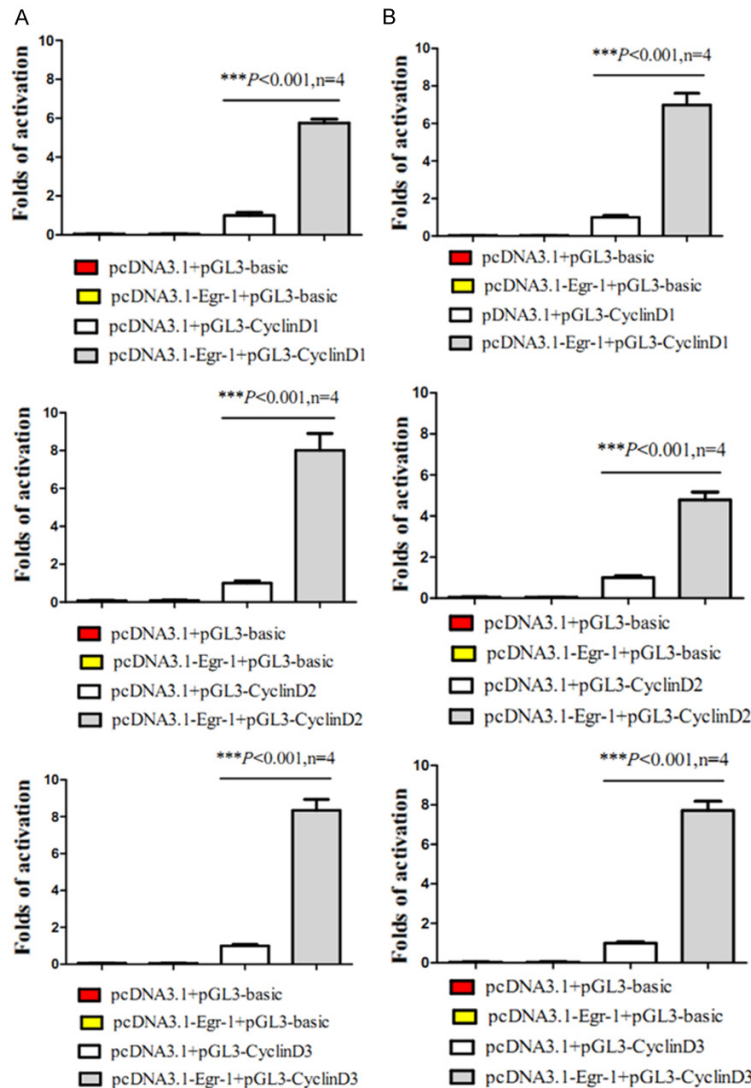 A
***P<0.001,n=4
Folds of activation
8
6
4
2
0
pcDNA3.1+pGL3-basic
pcDNA3.1-Egr-1+pGL3-basic
pcDNA3.1+pGL3-CyclinD1
pcDNA3.1-Egr-1+pGL3-CyclinD1
***P<0.001,n=4
Folds of activation
10
8
6
4
2
0
pcDNA3.1+pGL3-basic
pcDNA3.1-Egr-1+pGL3-basic
pcDNA3.1+pGL3-CyclinD2
pcDNA3.1-Egr-1+pGL3-CyclinD2
***P<0.001,n=4
Folds of activation
10
8
6
4
2
0
pcDNA3.1+pGL3-basic
pcDNA3.1-Egr-1+pGL3-basic
pcDNA3.1+pGL3-CyclinD3
pcDNA3.1-Egr-1+pGL3-CyclinD3
B
***P<0.001,n=4
Folds of activation
10
8
6
4
2
0
pcDNA3.1+pGL3-basic
pcDNA3.1-Egr-1+pGL3-basic
pDNA3.1+pGL3-CyclinD1
pcDNA3.1-Egr-1+pGL3-CyclinD1
***P<0.001,n=4
Folds of activation
8
6
4
2
0
pcDNA3.1+pGL3-basic
pcDNA3.1-Egr-1+pGL3-basic
pcDNA3.1+pGL3-CyclinD2
pcDNA3.1-Egr-1+pGL3-CyclinD2
***P<0.001,n=4
Folds of activation
10
8
6
4
2
0
pcDNA3.1+pGL3-basic
pcDNA3.1-Egr-1+pGL3-basic
pcDNA3.1+pGL3-CyclinD3
pcDNA3.1-Egr-1+pGL3-CyclinD3